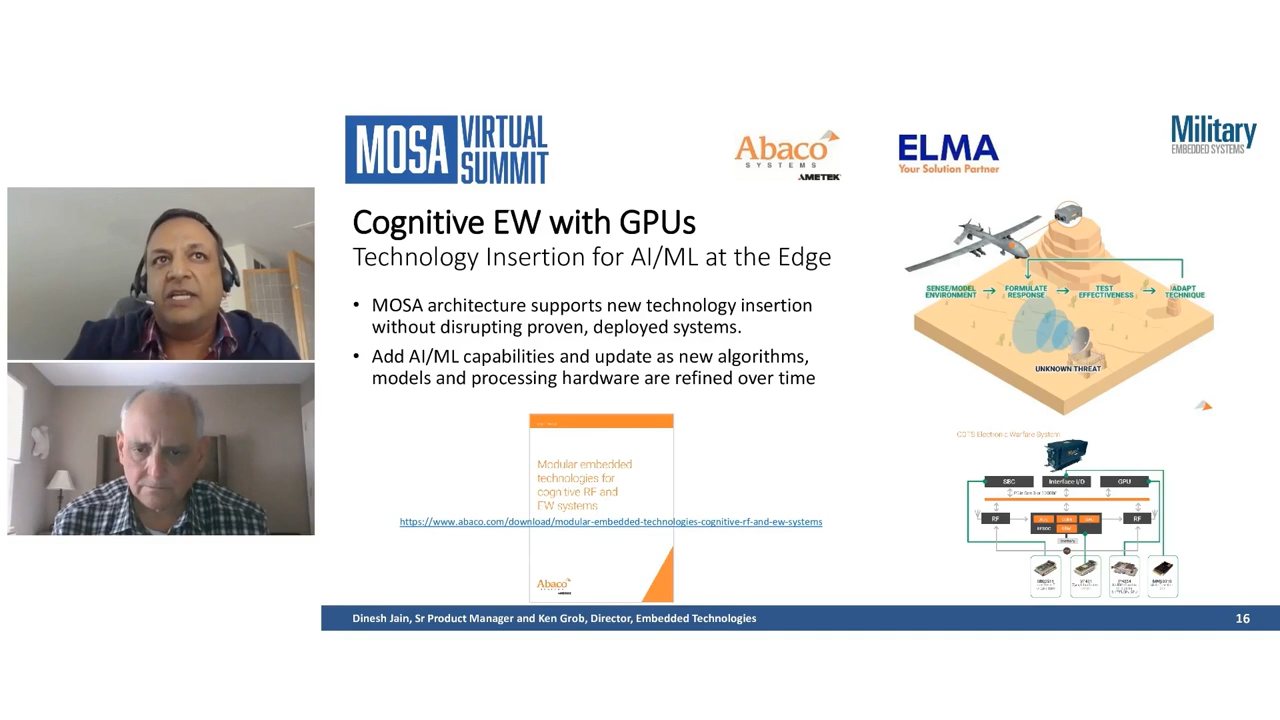 MOSA VIRTUAL SUMMIT
Abaco
SYSTEMS
AMETEK
ELMA
Your Solution Partner
Military
EMBEDDED SYSTEMS
Cognitive EW with GPUs
Technology Insertion for AI/ML at the Edge
• MOSA architecture supports new technology insertion
without disrupting proven, deployed systems.
• Add AI/ML capabilities and update as new algorithms,
models and processing hardware are refined over time
SENSE/MODEL
ENVIRONMENT
FORMULATE
RESPONSE
TEST
EFFECTIVENESS
ADAPT
TECHNIQUE
UNKNOWN THREAT
Modular embedded
technologies for
cognitive RF and
EW systems
https://www.abaco.com/download/modular-embedded-technologies-cognitive-rf-and-ew-systems
Abaco
COTS Electronic Warfare System
SBC
Interface I/O
GPU
RF
RF
RFSOC
Dinesh Jain, Sr Product Manager and Ken Grob, Director, Embedded Technologies
16